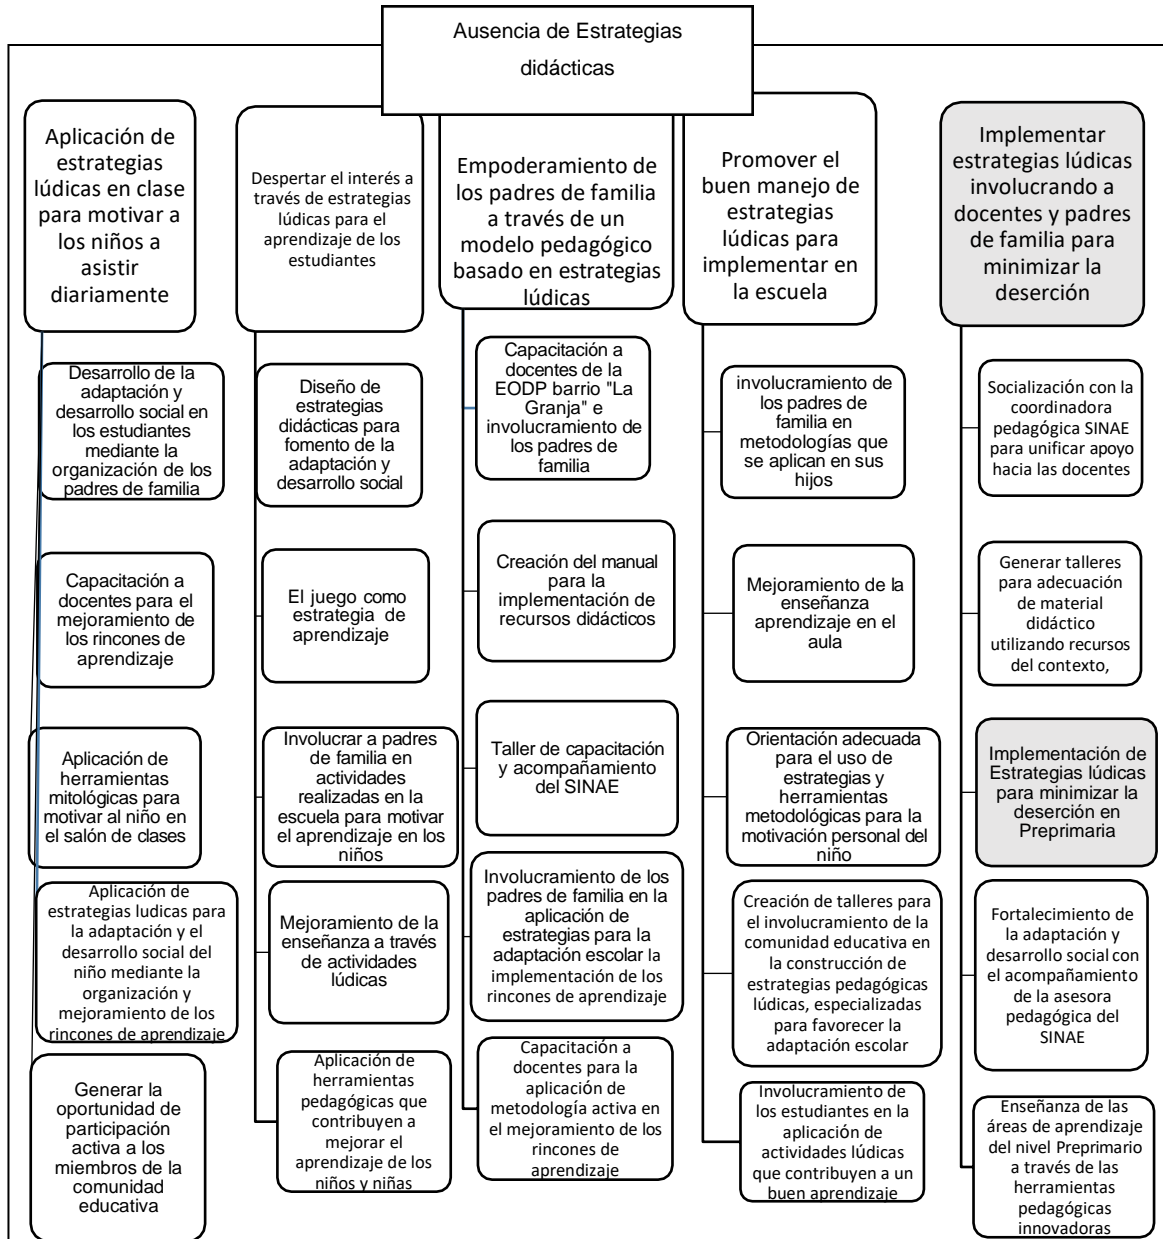 Ausencia de Estrategias
didácticas
Aplicación de
estrategias
lúdicas en clase
para motivar a
los niños a
asistir
diariamente
Desarrollo de la
adaptación y
desarrollo social en
los estudiantes
mediante la
organización de los
padres de familia
Capacitación a
docentes para el
mejoramiento de
los rincones de
aprendizaje
Aplicación de
herramientas
mitológicas para
motivar al niño en
el salón de clases
Aplicación de
estrategias ludicas para
la adaptación y el
desarrollo social del
niño mediante la
organización y
mejoramiento de los
rincones de aprendizaje
Generar la
oportunidad de
participación
activa a los
miembros de la
comunidad
educativa
Despertar el interés a
través de estrategias
lúdicas para el
aprendizaje de los
estudiantes
Diseño de
estrategias
didácticas para
fomento de la
adaptación y
desarrollo social
El juego como
estrategia de
aprendizaje
Involucrar a padres
de familia en
actividades
realizadas en la
escuela para motivar
el aprendizaje en los
niños
Mejoramiento de la
enseñanza a través
de actividades
lúdicas
Aplicación de
herramientas
pedagógicas que
contribuyen a
mejorar el
aprendizaje de los
niños y niñas
Empoderamiento de
los padres de familia
a través de un
modelo pedagógico
basado en estrategias
lúdicas
Capacitación a
docentes de la
EODP barrio "La
Granja" e
involucramiento de
los padres de
familia
Creación del manual
para la
implementación de
recursos didácticos
Taller de capacitación
y acompañamiento
del SINAE
Involucramiento de los
padres de familia en la
aplicación de
estrategias para la
adaptación escolar la
implementación de los
rincones de aprendizaje
Capacitación a
docentes para la
aplicación de
metodología activa en
el mejoramiento de los
rincones de
aprendizaje
Promover el
buen manejo de
estrategias
lúdicas para
implementar en
la escuela
involucramiento de
los padres de
familia en
metodologías que
se aplican en sus
hijos
Mejoramiento de la
enseñanza
aprendizaje en el
aula
Orientación adecuada
para el uso de
estrategias y
herramientas
metodológicas para la
motivación personal del
niño
Creación de talleres para
el involucramiento de la
comunidad educativa en
la construcción de
estrategias pedagógicas
lúdicas, especializadas
para favorecer la
adaptación escolar
Involucramiento de
los estudiantes en la
aplicación de
actividades lúdicas
que contribuyen a un
buen aprendizaje
Implementar
estrategias lúdicas
involucrando a
docentes y padres
de familia para
minimizar la
deserción
Socialización con la
coordinadora
pedagógica SINAE
para unificar apoyo
hacia las docentes
Generar talleres
para adecuación
de material
didáctico
utilizando recursos
del contexto,
Implementación de
Estrategias lúdicas
para minimizar la
deserción en
Preprimaria
Fortalecimiento de
la adaptación y
desarrollo social con
el acompañamiento
de la asesora
pedagógica del
SINAE
Enseñanza de las
áreas de aprendizaje
del nivel Preprimario
a través de las
herramientas
pedagógicas
innovadoras